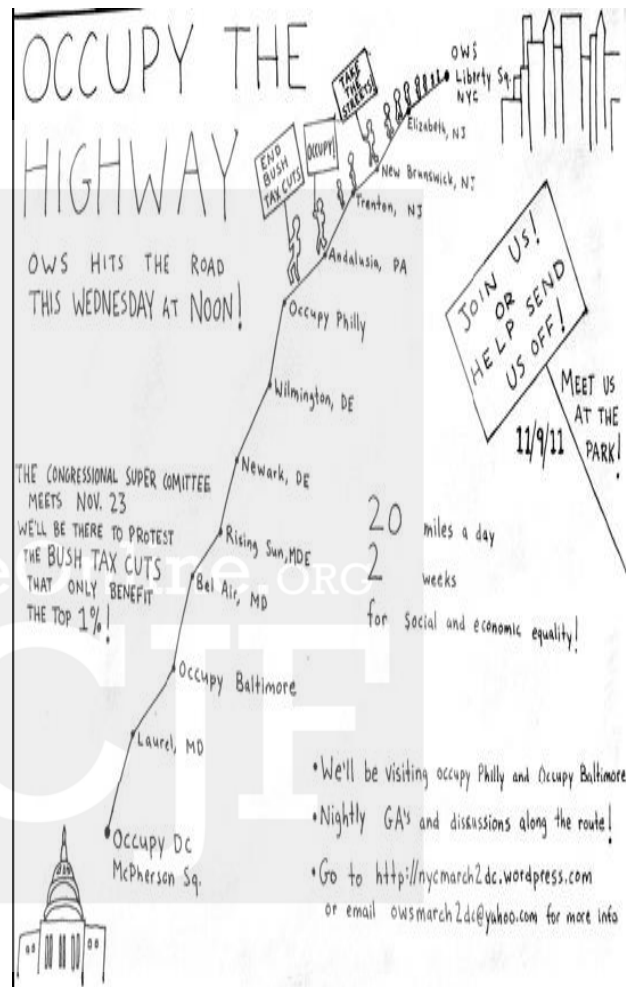 OCCUPY THE
HIGHWAY
OWS HITS THE ROAD
THIS WEDNESDAY AT NOON!
END
BUSH
TAX CUTS
OCCUPY!
TAKE
THE
STREETS!
OWS
Liberty Sq.
NYC
Elizabeth, NJ
New Brunswick, NJ
Trenton, NJ
Andalusia, PA
Occupy Philly
Wilmington, DE
Newark, DE
Rising Sun, MDE
Bel Air, MD
Occupy Baltimore
Laurel, MD
Occupy DC
McPherson Sq.
JOIN US!
OR
HELP SEND
US OFF!
MEET US
AT THE
PARK!
11/9/11
THE CONGRESSIONAL SUPER COMITTEE
MEETS NOV. 23
WE'LL BE THERE TO PROTEST
THE BUSH TAX CUTS
THAT ONLY BENEFIT
THE TOP 1%!
20 miles a day
2 weeks
for social and economic equality!
• We'll be visiting occupy Philly and Occupy Baltimore
• Nightly GA's and discussions along the route!
• Go to http://nycmarch2dc.wordpress.com
or email owsmarch2dc@yahoo.com for more info
eOnline.ORG
CJF